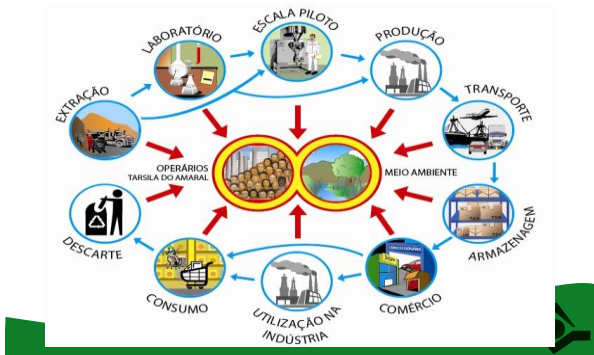 EXTRAÇÃO
LABORATÓRIO
ESCALA PILOTO
PRODUÇÃO
TRANSPORTE
ARMAZENAGEM
COMÉRCIO
UTILIZAÇÃO NA
INDÚSTRIA
CONSUMO
DESCARTE
OPERÁRIOS
TARSILA DO AMARAL
MEIO AMBIENTE